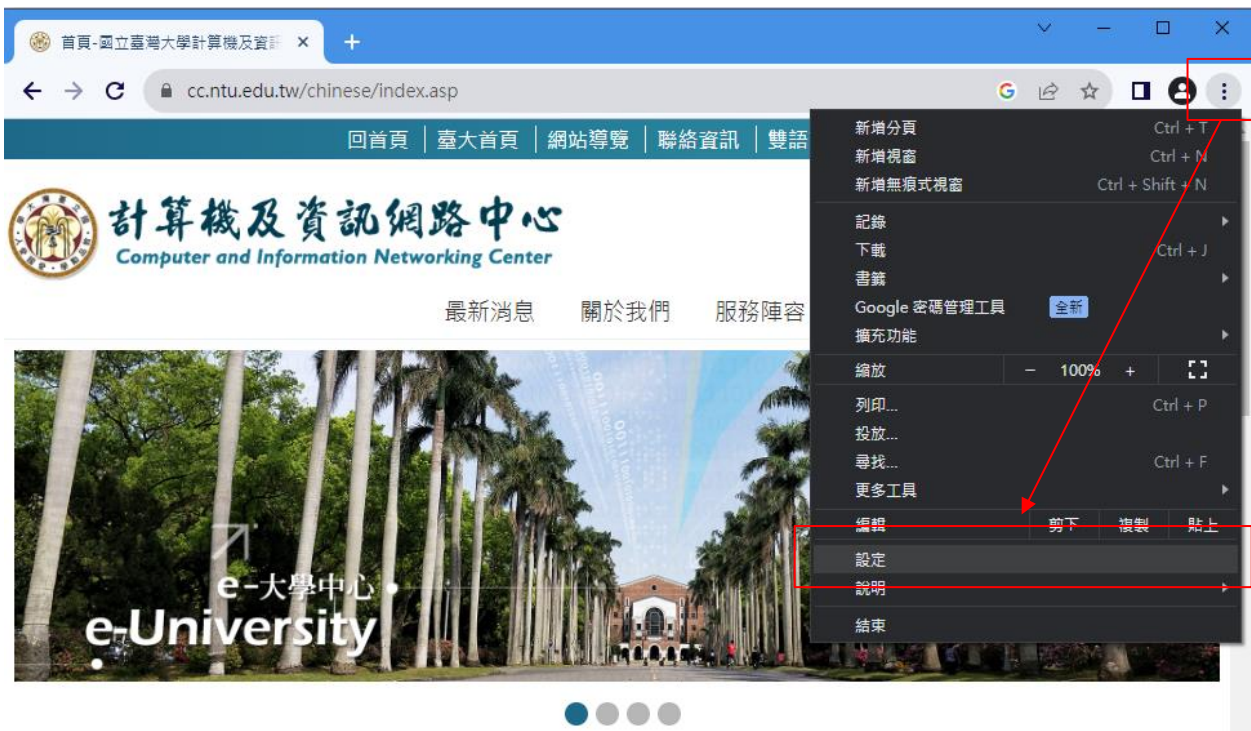 首頁-國立臺灣大學計算機及資訊
cc.ntu.edu.tw/chinese/index.asp
回首頁 | 臺大首頁 | 網站導覽 | 聯絡資訊 | 雙語
計算機及資訊網路中心
Computer and Information Networking Center
最新消息 關於我們 服務陣容
e-大學中心
e-University
新增分頁 Ctrl + T
新增視窗 Ctrl + N
新增無痕式視窗 Ctrl + Shift + N
記錄
下載 Ctrl + J
書籤
Google 密碼管理工具 全新
擴充功能
縮放 - 100% +
列印... Ctrl + P
投放...
尋找... Ctrl + F
更多工具
編輯 剪下 複製 貼上
設定
說明
結束